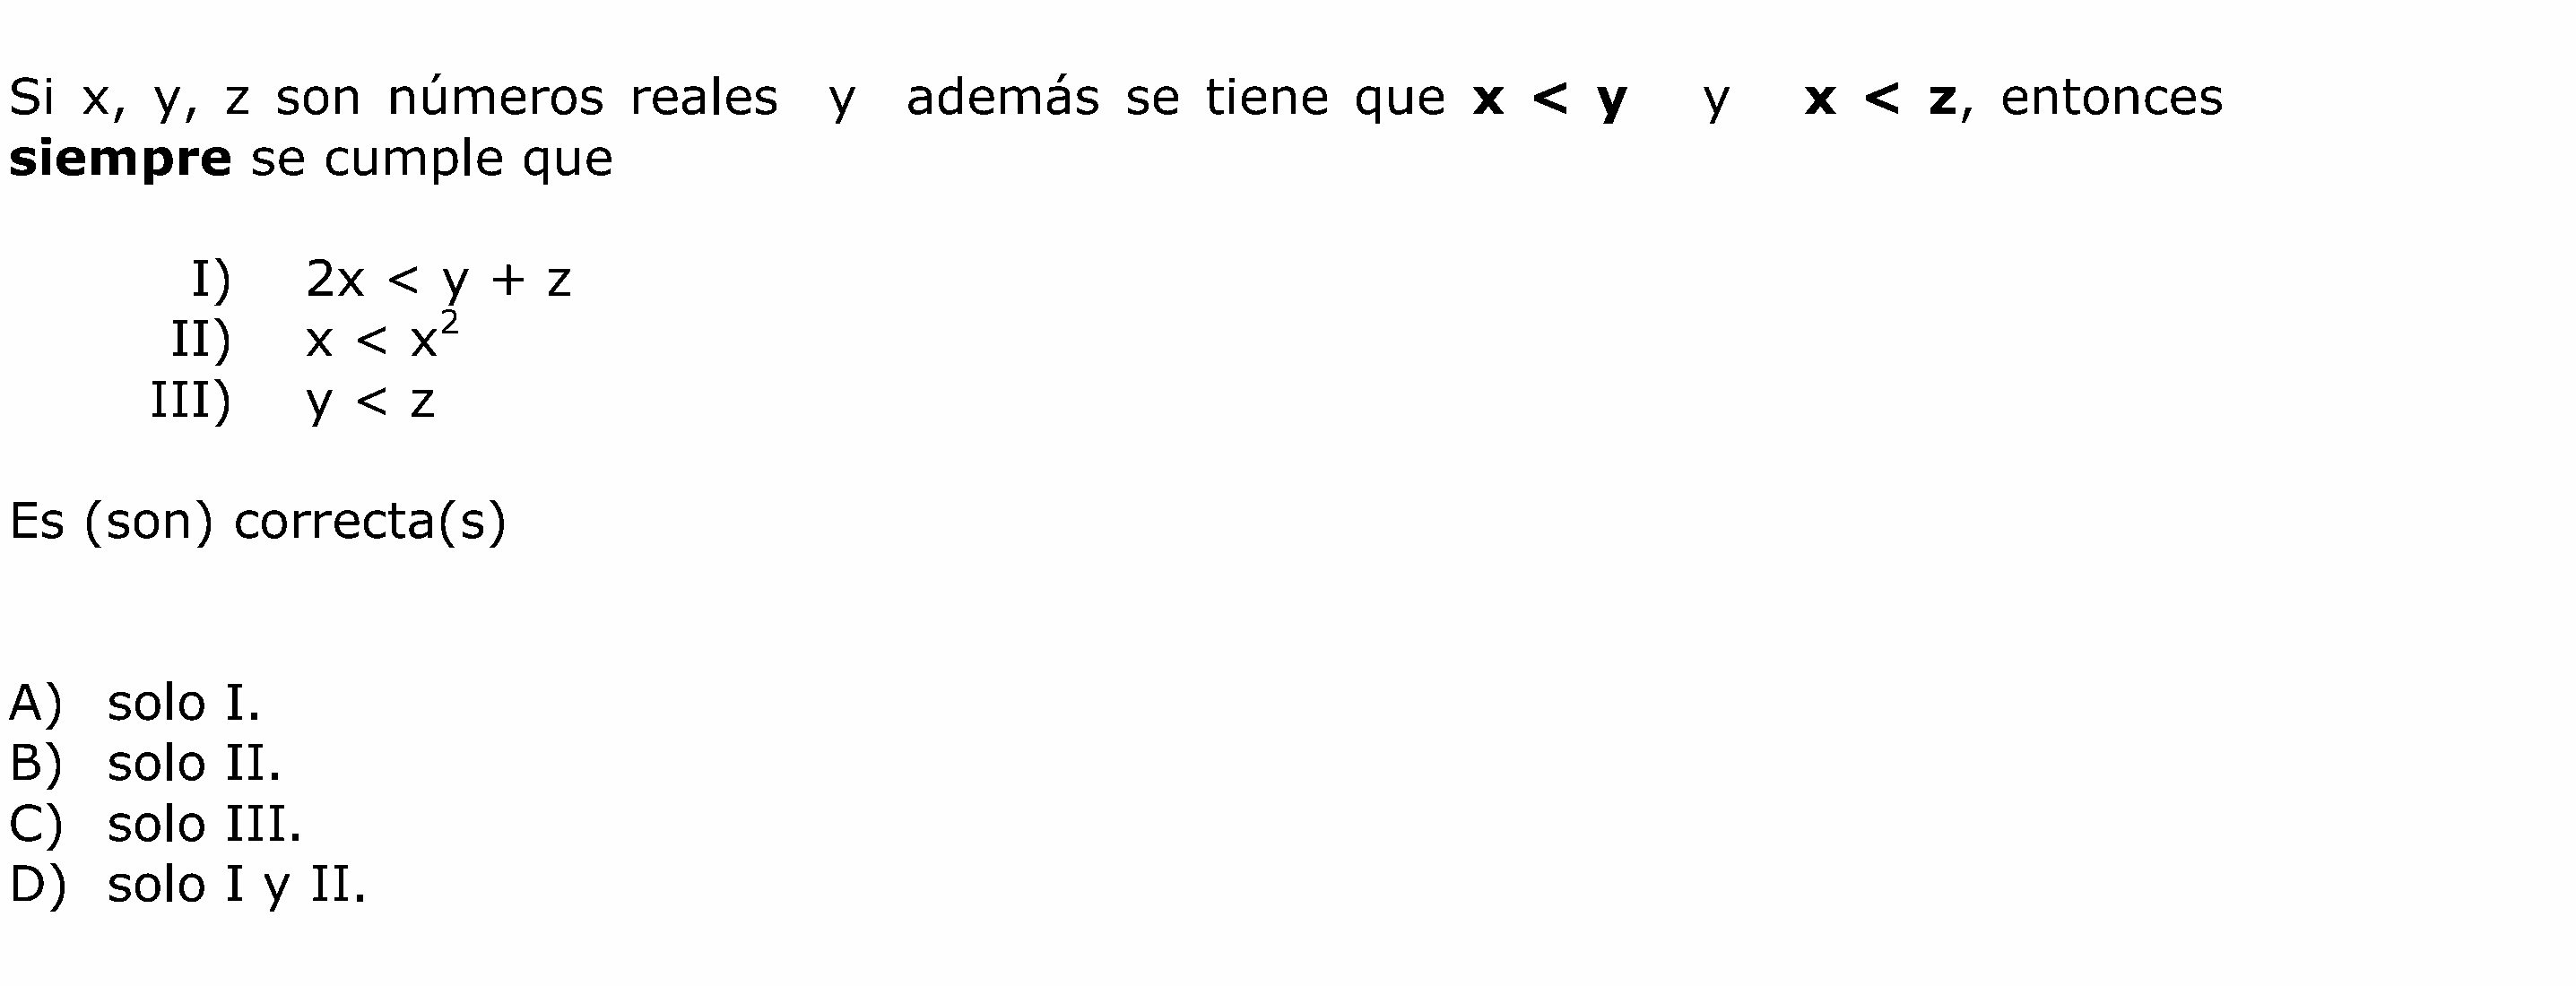 Si x, y, z son números reales y además se tiene que x < y y x < z, entonces
siempre se cumple que
I) 2x < y + z
II) x < x²
III) y < z
Es (son) correcta(s)
A) solo I.
B) solo II.
C) solo III.
D) solo I y II.